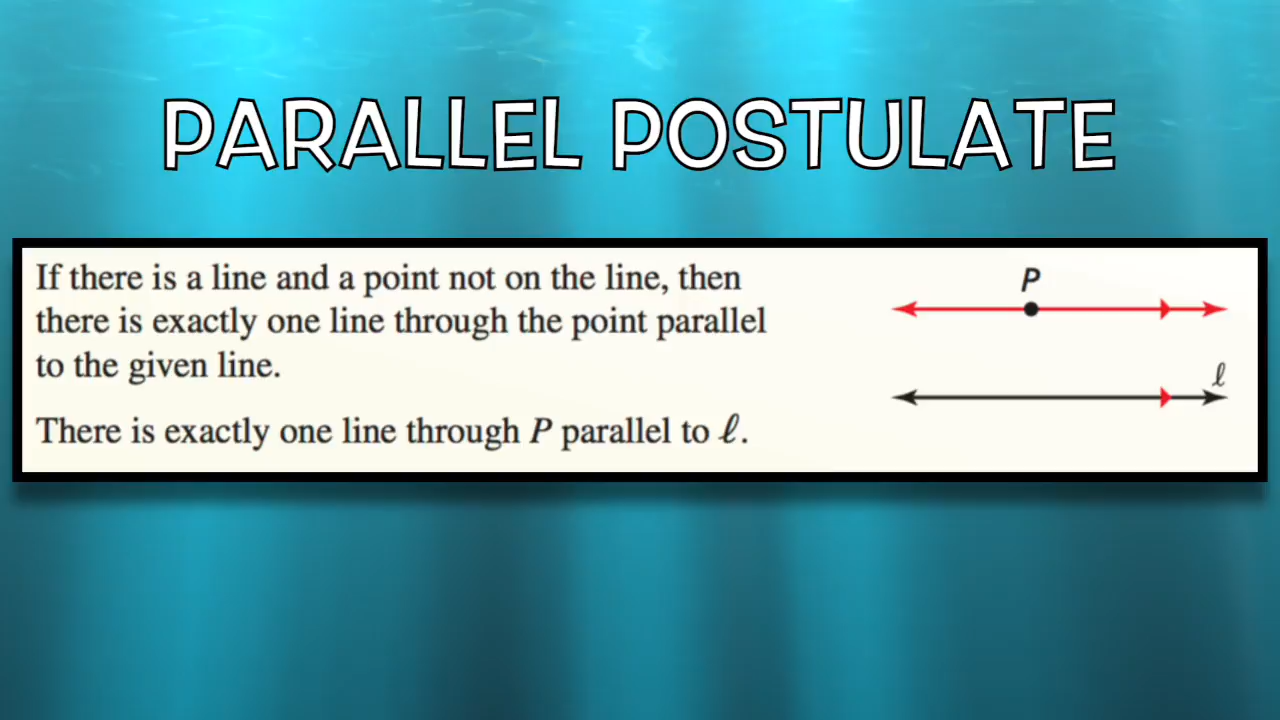 PARALLEL POSTULATE
If there is a line and a point not on the line, then
there is exactly one line through the point parallel
to the given line.
There is exactly one line through P parallel to ℓ.
P
ℓ